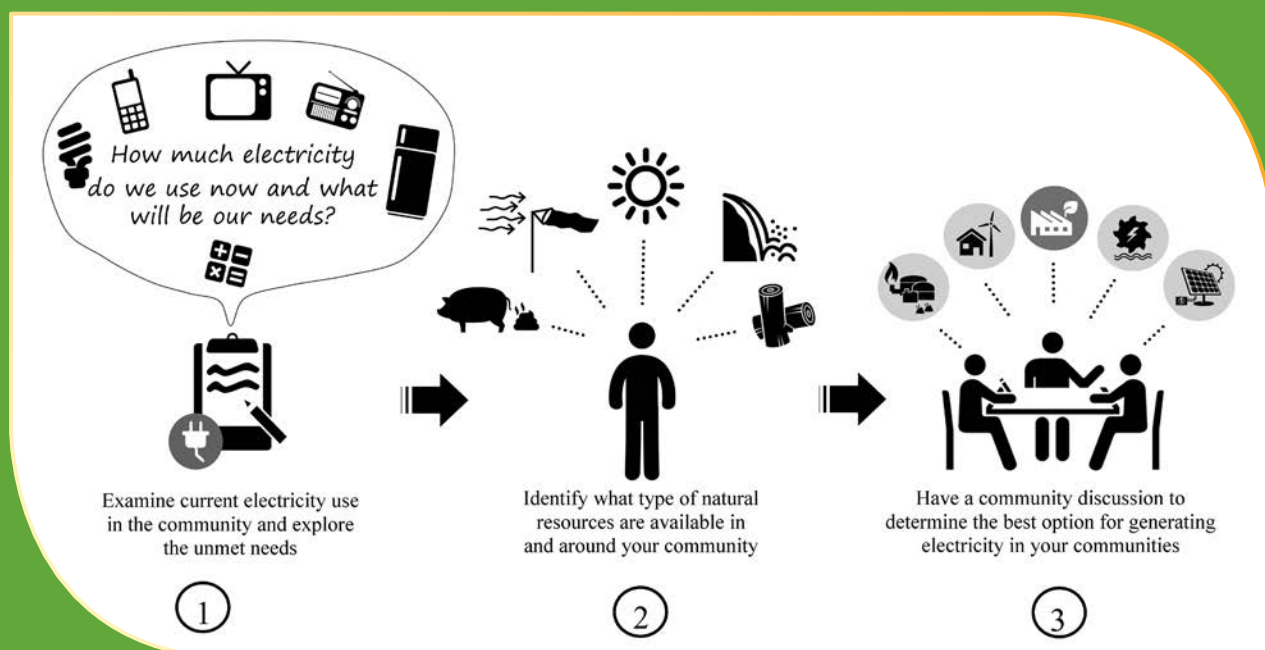 How much electricity
do we use now and what
will be our needs?
Examine current electricity use
in the community and explore
the unmet needs
1
Identify what type of natural
resources are available in
and around your community
2
Have a community discussion to
determine the best option for generating
electricity in your communities
3